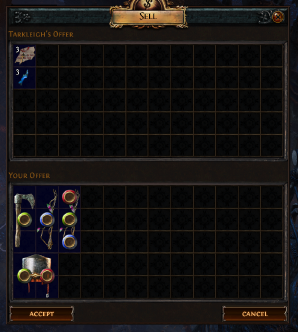 SELL
TARKLEIGH'S OFFER
3
3
YOUR OFFER
ACCEPT
CANCEL